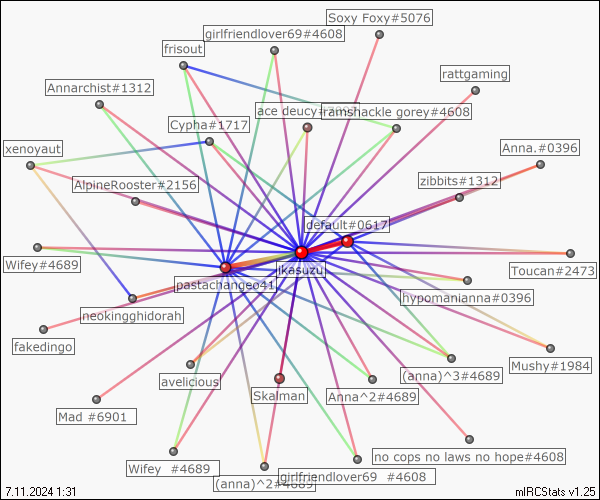 Soxy Foxy#5076
girlfriendlover69#4608
frisout
rattgaming
Annarchist#1312
ace deucy
ramshackle gorey#4608
Cypha#1717
xenoyaut
Anna.#0396
AlpineRooster#2156
zibbits#1312
default#0617
Wifey#4689
jkasuzu
Toucan#2473
pastachangeo41
hypomanianna#0396
neokingghidorah
fakedingo
Mushy#1984
avelicious
(anna)^3#4689
Skalman
Anna^2#4689
Mad #6901
no cops no laws no hope#4608
Wifey #4689
girlfriendlover69 #4608
(anna)^2#4689
7.11.2024 1:31
mIRCStats v1.25